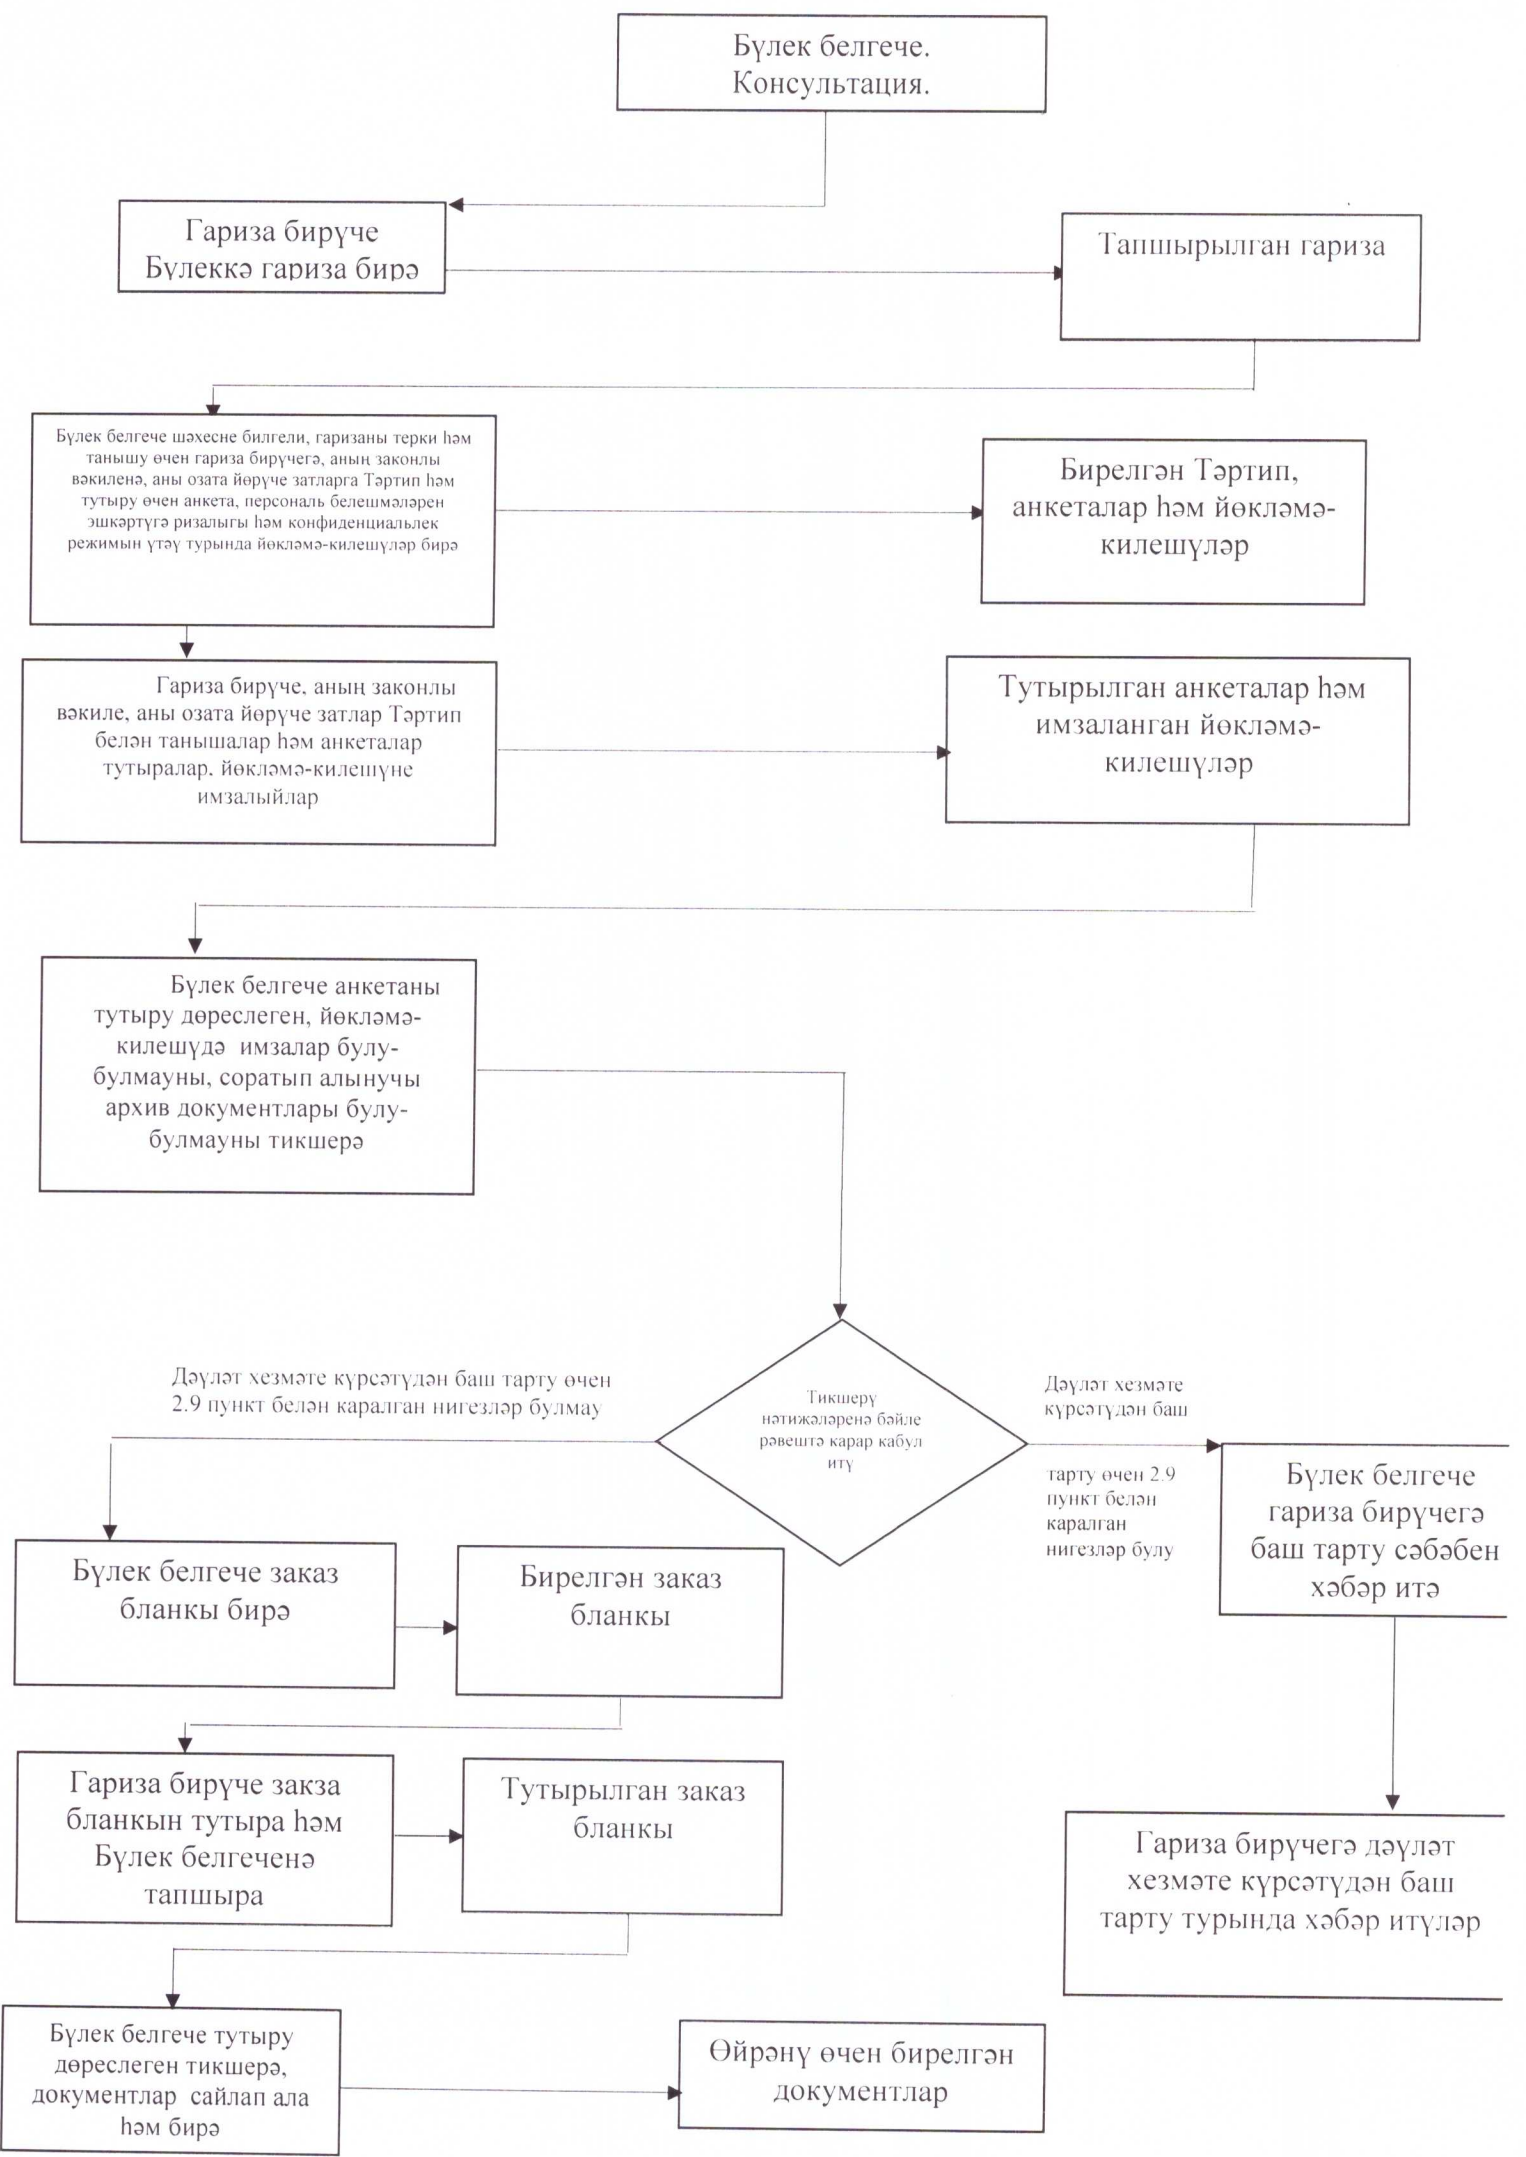 Бүлек белгече.
Консультация.
Гариза бирүче
Бүлеккә гариза бирә
Тапшырылган гариза
Бүлек белгече шәхесне билгели, гаризаны терки һәм
танышу өчен гариза бирүчегә, аның законлы
вәкиленә, аны озата йөрүче затларга Тәртип һәм
тутыру өчен анкета, персональ белешмәләрен
эшкәртүгә ризалыгы һәм конфиденциальлек
режимын үтәү турында йөкләмә-килешүләр бирә
Бирелгән Тәртип,
анкеталар һәм йөкләмә-
килешүләр
Гариза бирүче, аның законлы
вәкиле, аны озата йөрүче затлар Тәртип
белән танышалар һәм анкеталар
тутыралар, йөкләмә-килешүне
имзалыйлар
Тутырылган анкеталар һәм
имзаланган йөкләмә-
килешүләр
Бүлек белгече анкетаны
тутыру дөреслеген, йөкләмә-
килешүдә имзалар булу-
булмауны, соратып алынучы
архив документлары булу-
булмауны тикшерә
Дәүләт хезмәте күрсәтүдән баш тарту өчен
2.9 пункт белән каралган нигезләр булмау
Тикшерү
нәтиҗәләренә бәйле
рәвештә карар кабул
итү
Дәүләт хезмәте
күрсәтүдән баш
тарту өчен 2.9
пункт белән
каралган
нигезләр булу
Бүлек белгече
гариза бирүчегә
баш тарту сәбәбен
хәбәр итә
Бүлек белгече заказ
бланкы бирә
Бирелгән заказ
бланкы
Гариза бирүче закза
бланкын тутыра һәм
Бүлек белгеченә
тапшыра
Тутырылган заказ
бланкы
Гариза бирүчегә дәүләт
хезмәте күрсәтүдән баш
тарту турында хәбәр итүләр
Бүлек белгече тутыру
дөреслеген тикшерә,
документлар сайлап ала
һәм бирә
Өйрәнү өчен бирелгән
документлар